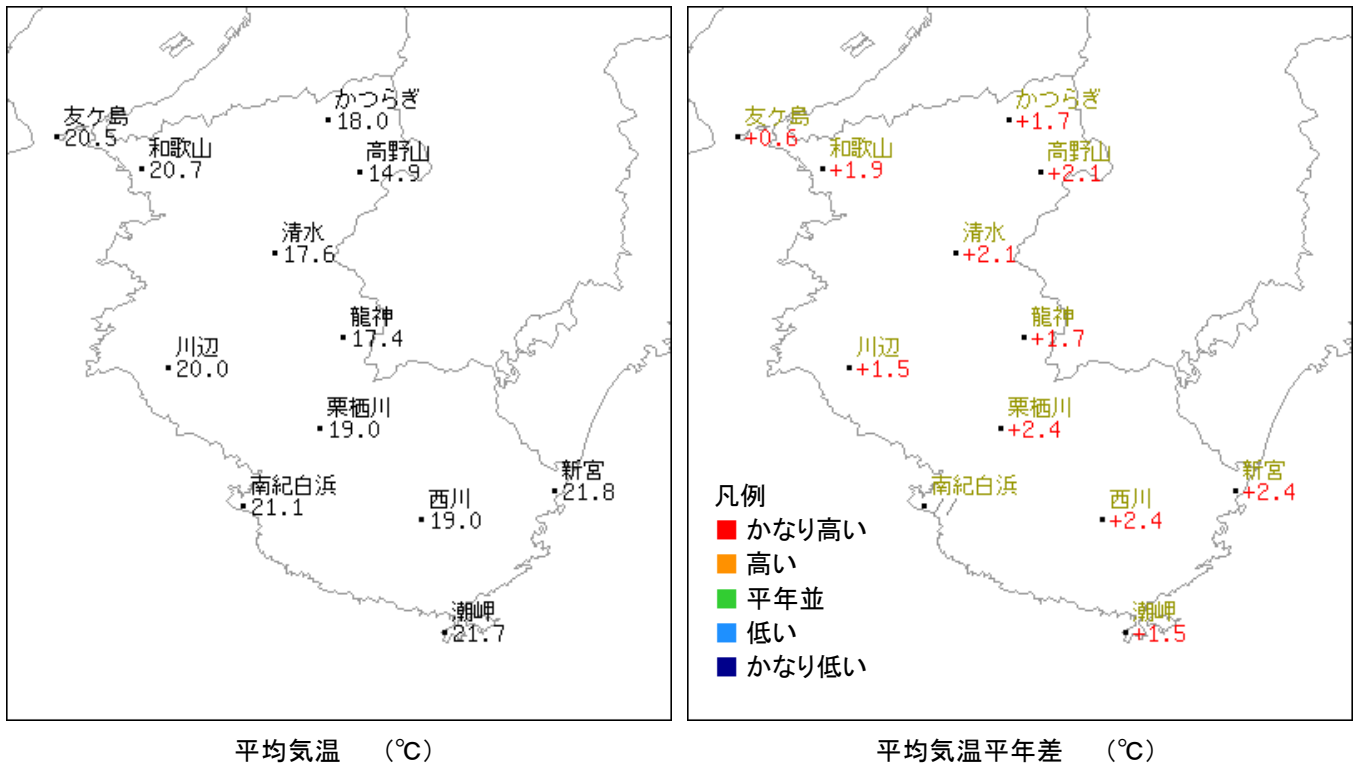 友ケ島
20.5
和歌山
20.7
かつらぎ
18.0
高野山
14.9
清水
17.6
龍神
17.4
川辺
20.0
栗栖川
19.0
南紀白浜
21.1
西川
19.0
新宮
21.8
潮岬
21.7
平均気温 (℃)
友ケ島
+0.6
和歌山
+1.9
かつらぎ
+1.7
高野山
+2.1
清水
+2.1
龍神
+1.7
川辺
+1.5
栗栖川
+2.4
南紀白浜
//
西川
+2.4
新宮
+2.4
潮岬
+1.5
凡例
かなり高い
高い
平年並
低い
かなり低い
平均気温平年差 (℃)